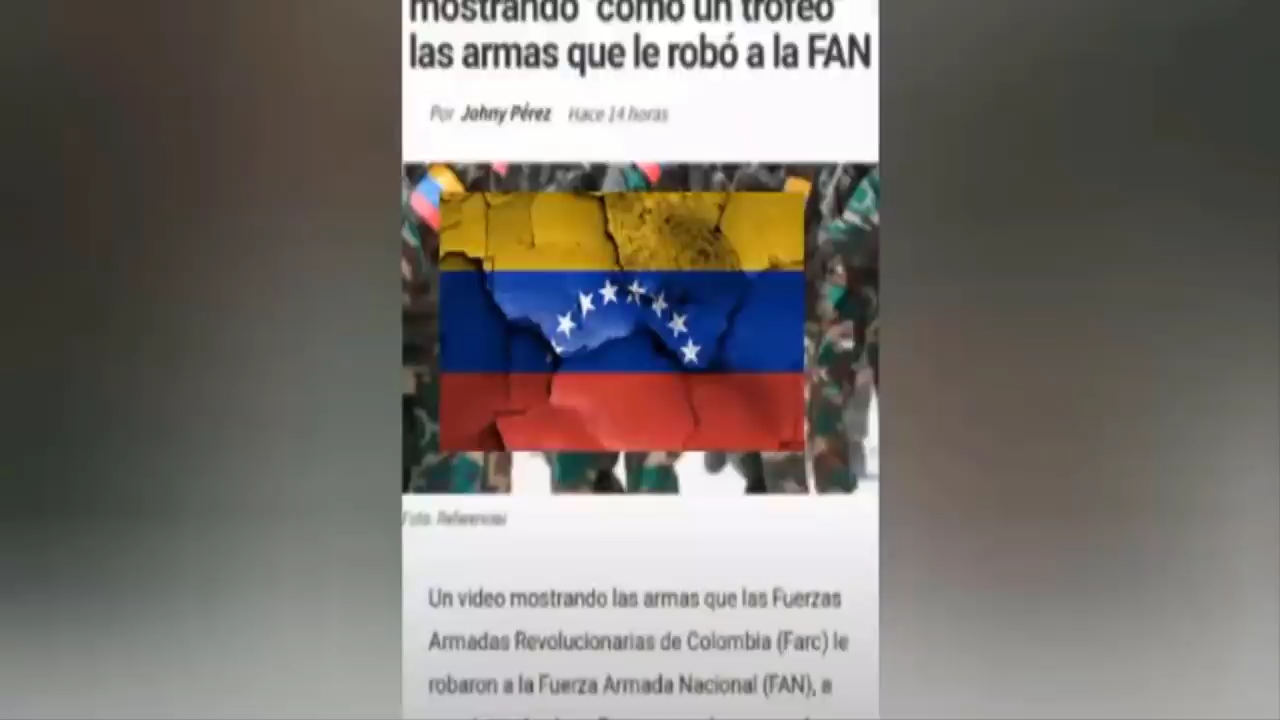 mostrando "como un trofeo"
las armas que le robó a la FAN
Por Johny Pérez Hace 14 horas
Foto: Referencial
Un video mostrando las armas que las Fuerzas
Armadas Revolucionarias de Colombia (Farc) le
robaron a la Fuerza Armada Nacional (FAN), a